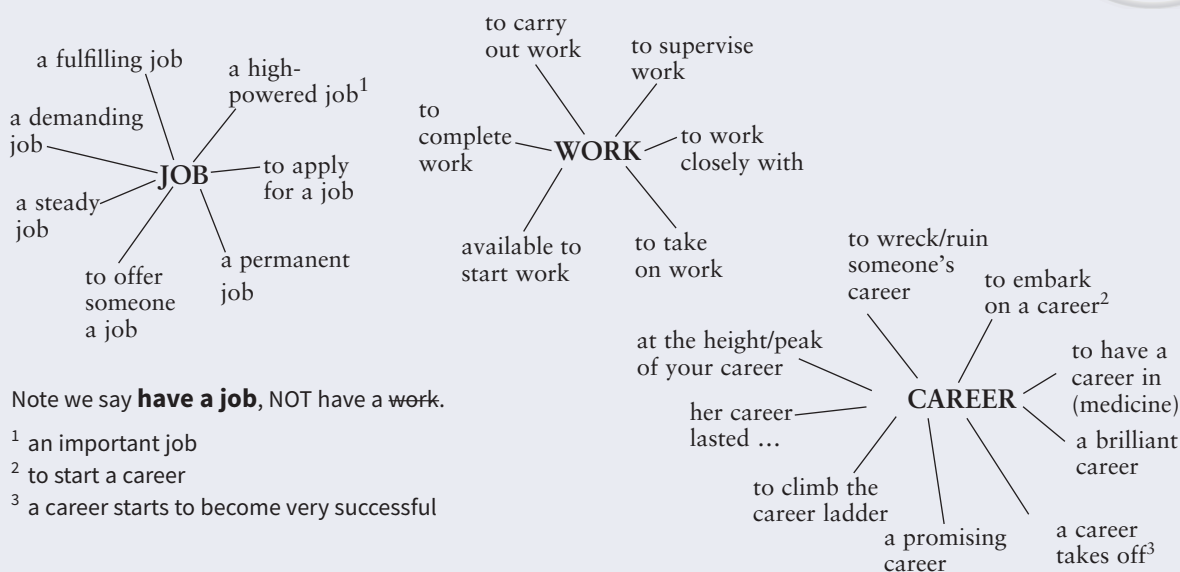 a fulfilling job
a high-
powered job¹
a demanding
job
JOB
to apply
for a job
a steady
job
to offer
someone
a job
a permanent
job
to carry
out work
to supervise
work
to
complete
work
WORK
to work
closely with
available to
start work
to take
on work
to wreck/ruin
someone's
career
to embark
on a career²
at the height/peak
of your career
to have a
career in
(medicine)
CAREER
her career
lasted …
a brilliant
career
to climb the
career ladder
a promising
career
a career
takes off³
Note we say have a job, NOT have a work.
¹ an important job
² to start a career
³ a career starts to become very successful